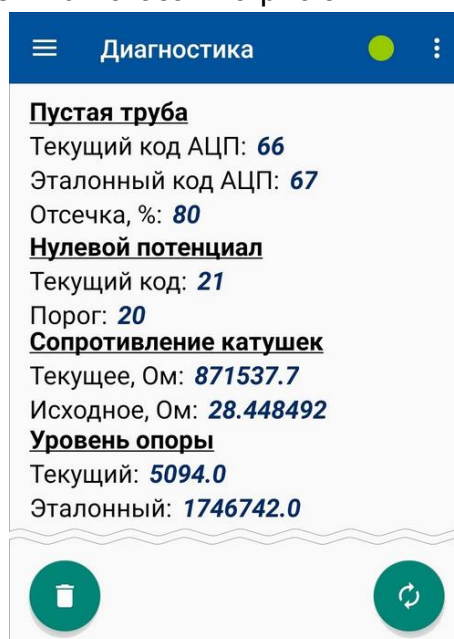 Диагностика
Пустая труба
Текущий код АЦП: 66
Эталонный код АЦП: 67
Отсечка, %: 80
Нулевой потенциал
Текущий код: 21
Порог: 20
Сопротивление катушек
Текущее, Ом: 871537.7
Исходное, Ом: 28.448492
Уровень опоры
Текущий: 5094.0
Эталонный: 1746742.0